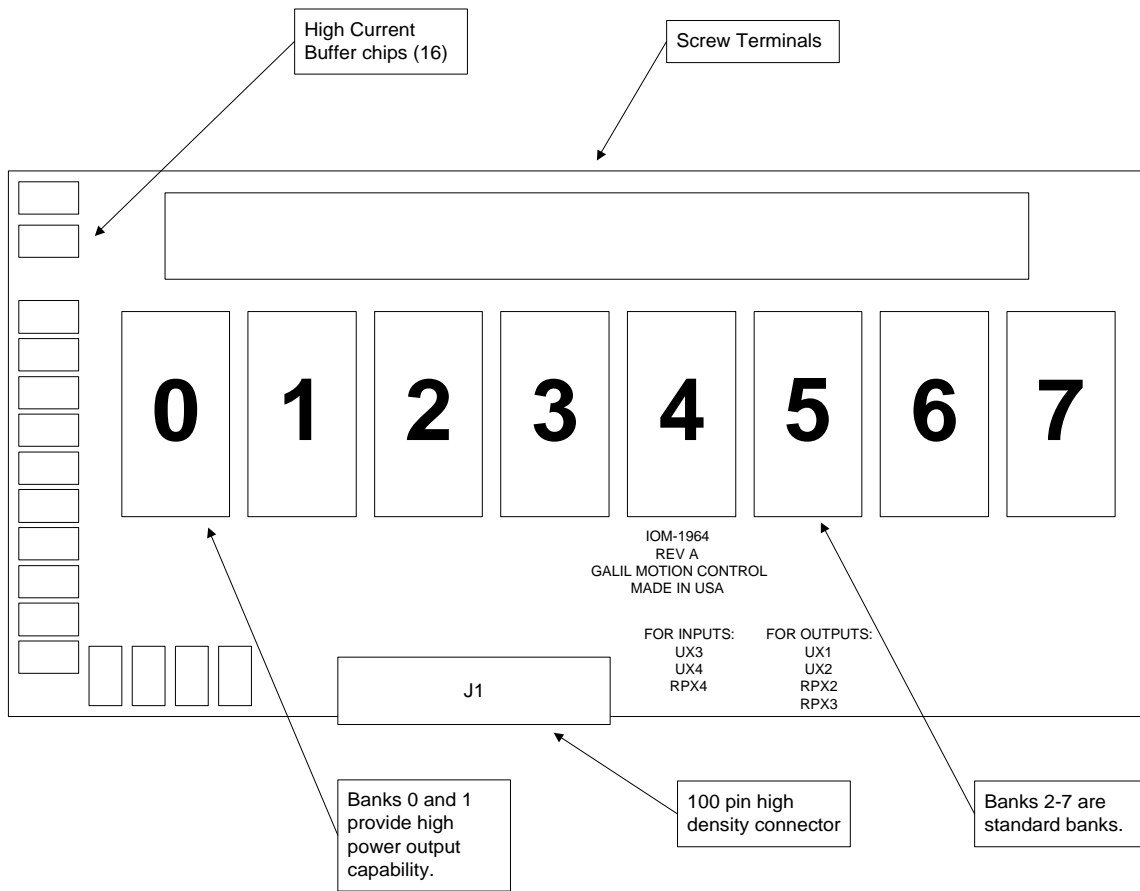 High Current
Buffer chips (16)
Screw Terminals
0 1 2 3 4 5 6 7
IOM-1964
REV A
GALIL MOTION CONTROL
MADE IN USA
FOR INPUTS:
UX3
UX4
RPX4
FOR OUTPUTS:
UX1
UX2
RPX2
RPX3
J1
Banks 0 and 1
provide high
power output
capability.
100 pin high
density connector
Banks 2-7 are
standard banks.